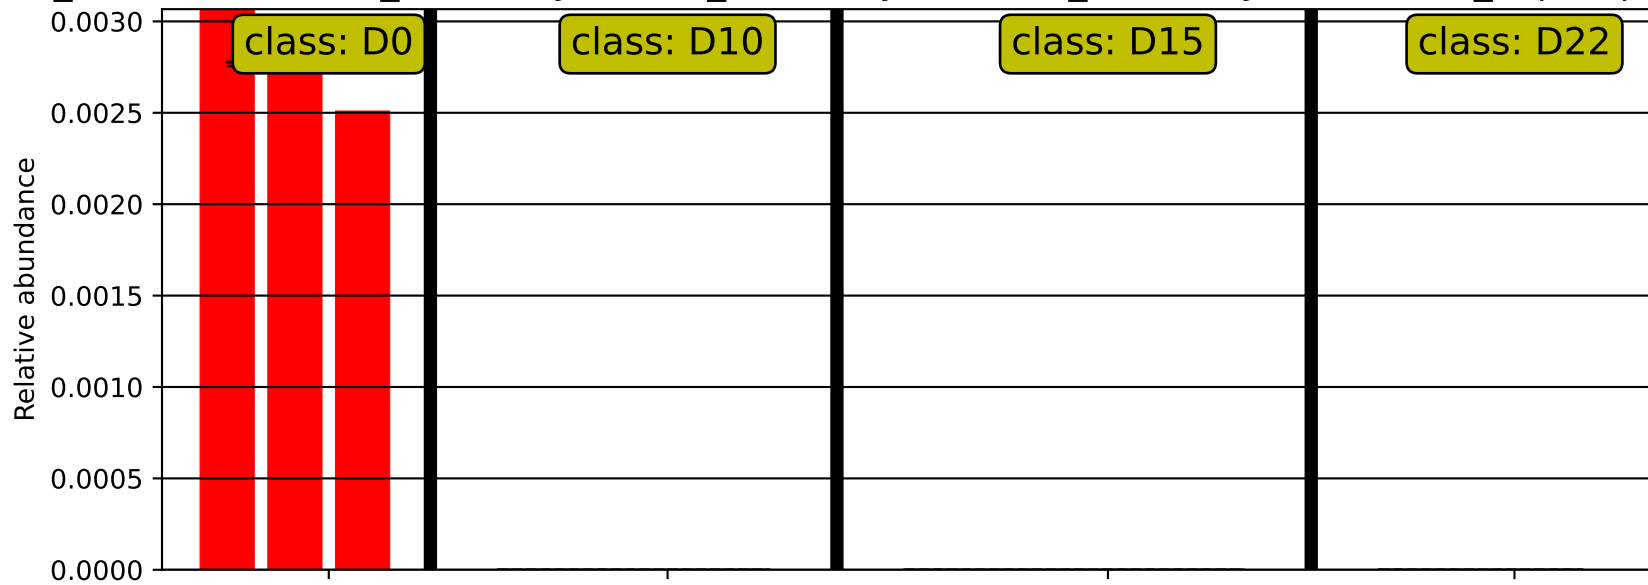 0.0030
class: D0
class: D10
class: D15
class: D22
0.0025
0.0020
0.0015
0.0010
0.0005
0.0000
Relative abundance